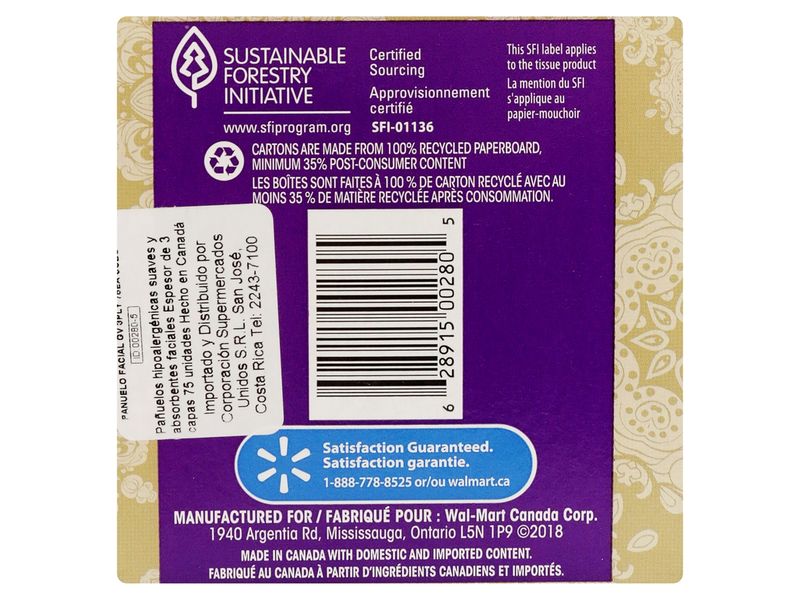 SUSTAINABLE
FORESTRY
INITIATIVE
www.sfiprogram.org
Certified
Sourcing
Approvisionnement
certifié
SFI-01136
This SFI label applies
to the tissue product
La mention du SFI
s'applique au
papier-mouchoir
CARTONS ARE MADE FROM 100% RECYCLED PAPERBOARD,
MINIMUM 35% POST-CONSUMER CONTENT
LES BOÎTES SONT FAITES À 100 % DE CARTON RECYCLÉ AVEC AU
MOINS 35 % DE MATIÈRE RECYCLÉE APRÈS CONSOMMATION.
PAÑUELO FACIAL GV 3PLY
ID 00280-5
Pañuelos hipoalergénicas suaves y
absorbentes faciales Espesor de 3
capas 75 unidades Hecho en Canadá
Importado y Distribuido por
Corporación Supermercados
Unidos S.R.L. San José,
Costa Rica Tel: 2243-7100
6 28915 00280 5
Satisfaction Guaranteed.
Satisfaction garantie.
1-888-778-8525 or/ou walmart.ca
MANUFACTURED FOR / FABRIQUÉ POUR : Wal-Mart Canada Corp.
1940 Argentia Rd, Mississauga, Ontario L5N 1P9 ©2018
MADE IN CANADA WITH DOMESTIC AND IMPORTED CONTENT.
FABRIQUÉ AU CANADA À PARTIR D'INGRÉDIENTS CANADIENS ET IMPORTÉS.